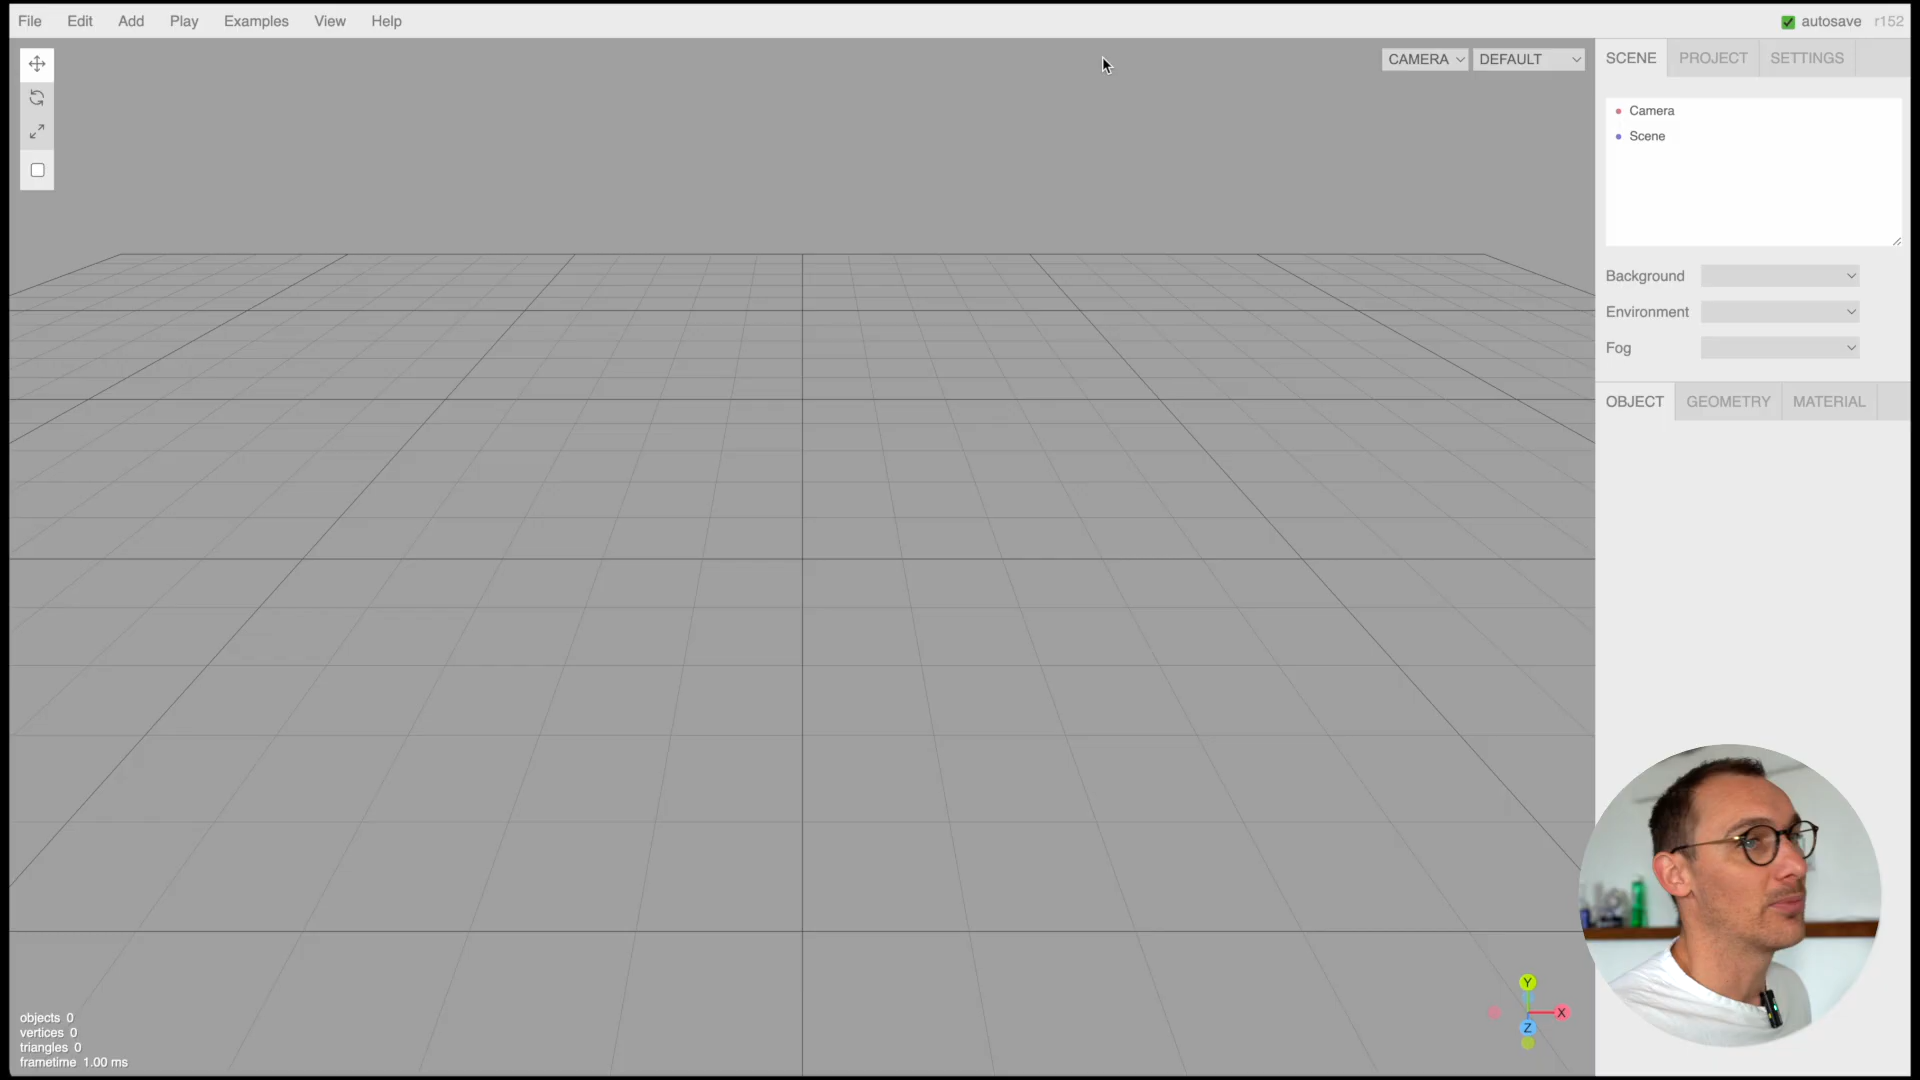 File Edit Add Play Examples View Help
autosave r152
CAMERA DEFAULT
SCENE PROJECT SETTINGS
Camera
Scene
Background
Environment
Fog
OBJECT GEOMETRY MATERIAL
Y
X
Z
objects 0
vertices 0
triangles 0
frametime 1.00 ms